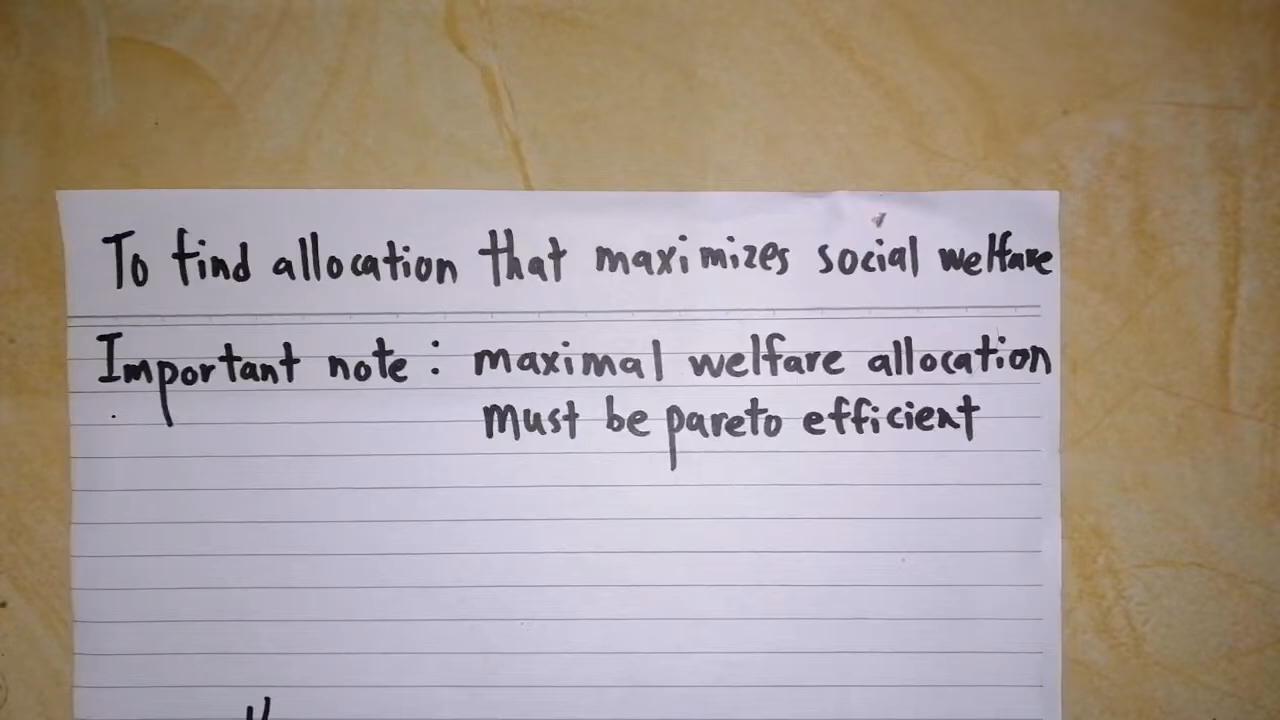 To find allocation that maximizes social welfare
Important note : maximal welfare allocation
must be pareto efficient